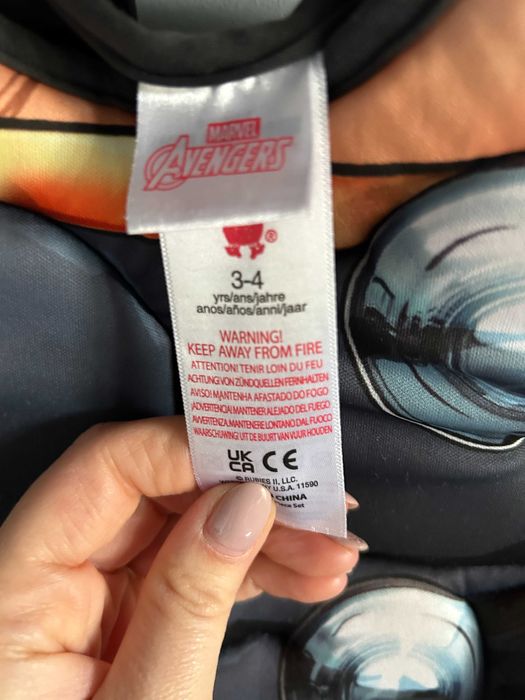 MARVEL
AVENGERS
®
3-4
yrs/ans/jahre
anos/años/anni/jaar
WARNING!
KEEP AWAY FROM FIRE
ATTENTION! TENIR LOIN DU FEU
ACHTUNG! VON ZÜNDQUELLEN FERNHALTEN
AVISO! MANTENHA AFASTADO DO FOGO
¡ADVERTENCIA! MANTENER ALEJADO DEL FUEGO
AVVERTENZA! MANTENERE LONTANO DAL FUOCO
WAARSCHUWING! UIT DE BUURT VAN VUUR HOUDEN
UK
CA CE
© RUBIES II, LLC.
U.S.A. 11590
CHINA
Set